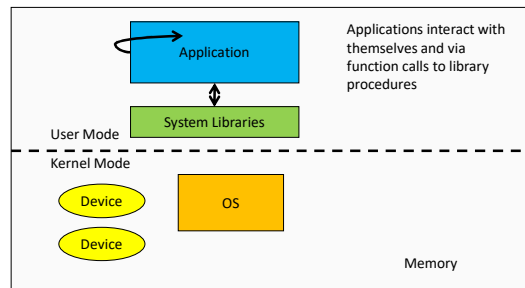 Applications interact with
themselves and via
function calls to library
procedures
Application
System Libraries
User Mode
Kernel Mode
Device
OS
Device
Memory